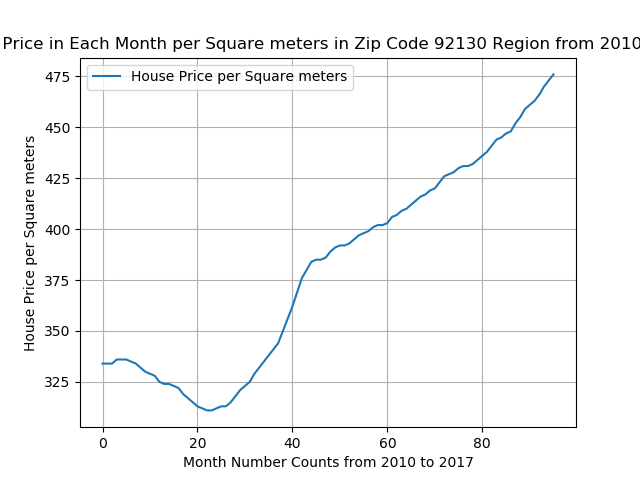 Price in Each Month per Square meters in Zip Code 92130 Region from 2010
House Price per Square meters
475
450
425
400
375
350
325
House Price per Square meters
0 20 40 60 80
Month Number Counts from 2010 to 2017